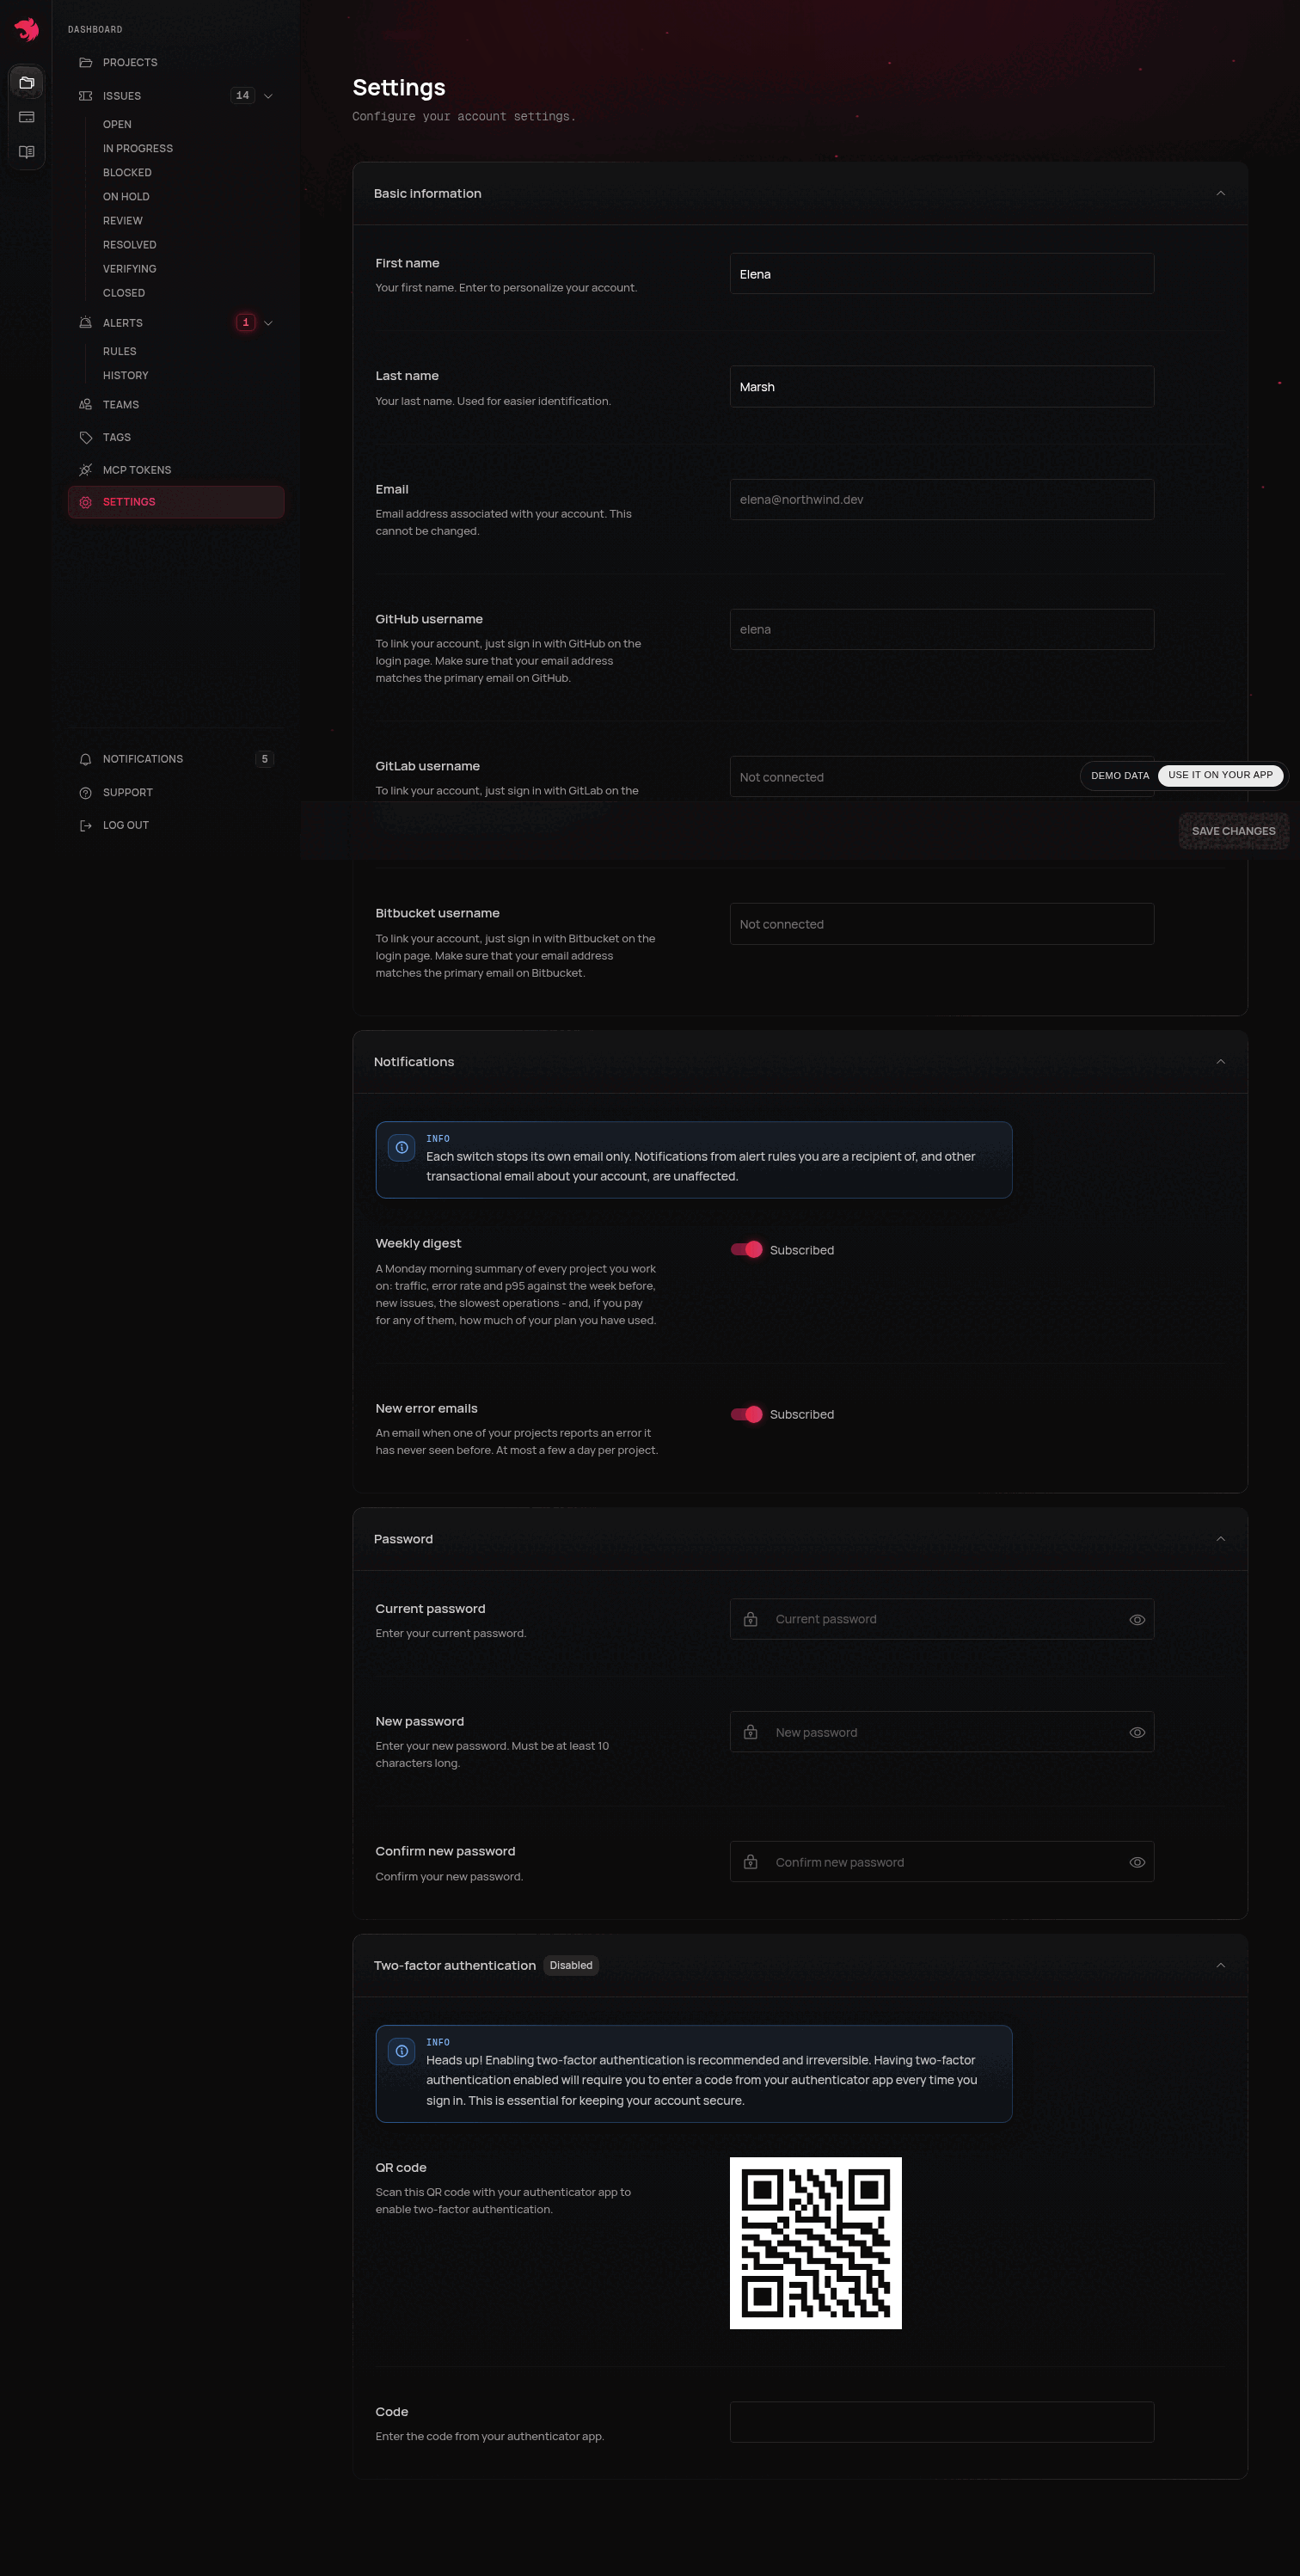 DASHBOARD
PROJECTS
ISSUES 14
OPEN
IN PROGRESS
BLOCKED
ON HOLD
REVIEW
RESOLVED
VERIFYING
CLOSED
ALERTS 1
RULES
HISTORY
TEAMS
TAGS
MCP TOKENS
SETTINGS
NOTIFICATIONS 5
SUPPORT
LOG OUT
Settings
Configure your account settings.
Basic information
First name
Your first name. Enter to personalize your account.
Elena
Last name
Your last name. Used for easier identification.
Marsh
Email
Email address associated with your account. This
cannot be changed.
elena@northwind.dev
GitHub username
To link your account, just sign in with GitHub on the
login page. Make sure that your email address
matches the primary email on GitHub.
elena
GitLab username
To link your account, just sign in with GitLab on the
Not connected
DEMO DATA
USE IT ON YOUR APP
SAVE CHANGES
Bitbucket username
To link your account, just sign in with Bitbucket on the
login page. Make sure that your email address
matches the primary email on Bitbucket.
Not connected
Notifications
INFO
Each switch stops its own email only. Notifications from alert rules you are a recipient of, and other
transactional email about your account, are unaffected.
Weekly digest
A Monday morning summary of every project you work
on: traffic, error rate and p95 against the week before,
new issues, the slowest operations - and, if you pay
for any of them, how much of your plan you have used.
Subscribed
New error emails
An email when one of your projects reports an error it
has never seen before. At most a few a day per project.
Subscribed
Password
Current password
Enter your current password.
Current password
New password
Enter your new password. Must be at least 10
characters long.
New password
Confirm new password
Confirm your new password.
Confirm new password
Two-factor authentication Disabled
INFO
Heads up! Enabling two-factor authentication is recommended and irreversible. Having two-factor
authentication enabled will require you to enter a code from your authenticator app every time you
sign in. This is essential for keeping your account secure.
QR code
Scan this QR code with your authenticator app to
enable two-factor authentication.
Code
Enter the code from your authenticator app.